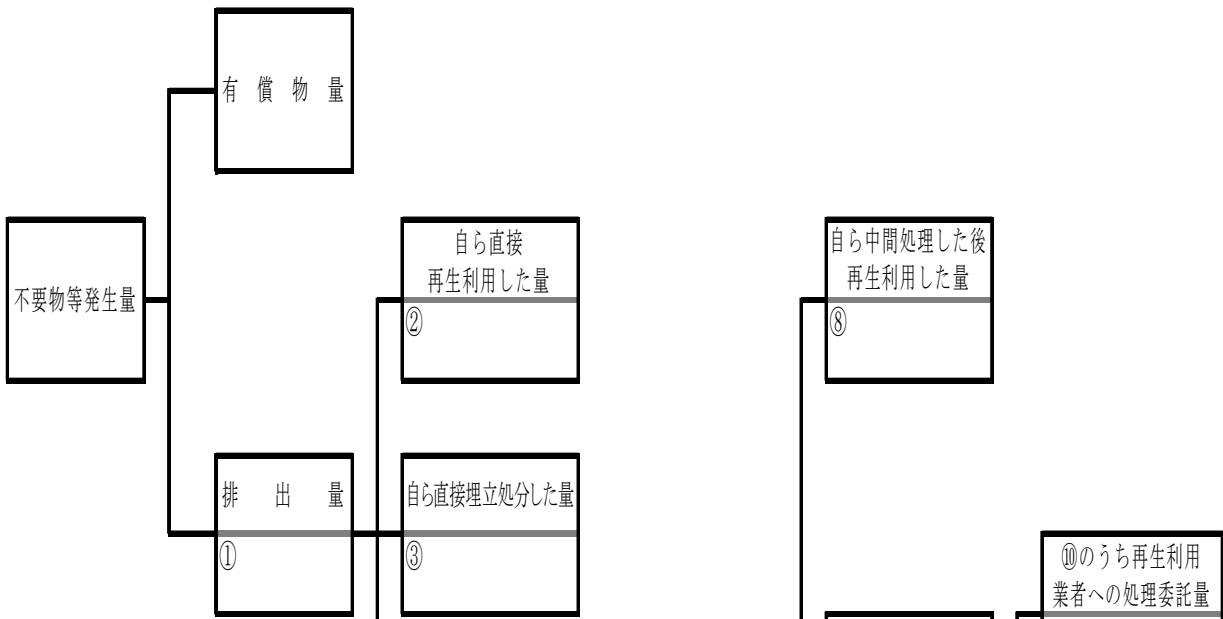 有償物量
不要物等発生量
自ら直接
再生利用した量
②
自ら中間処理した後
再生利用した量
⑧
排出量
①
自ら直接埋立処分した量
③
⑩のうち再生利用
業者への処理委託量